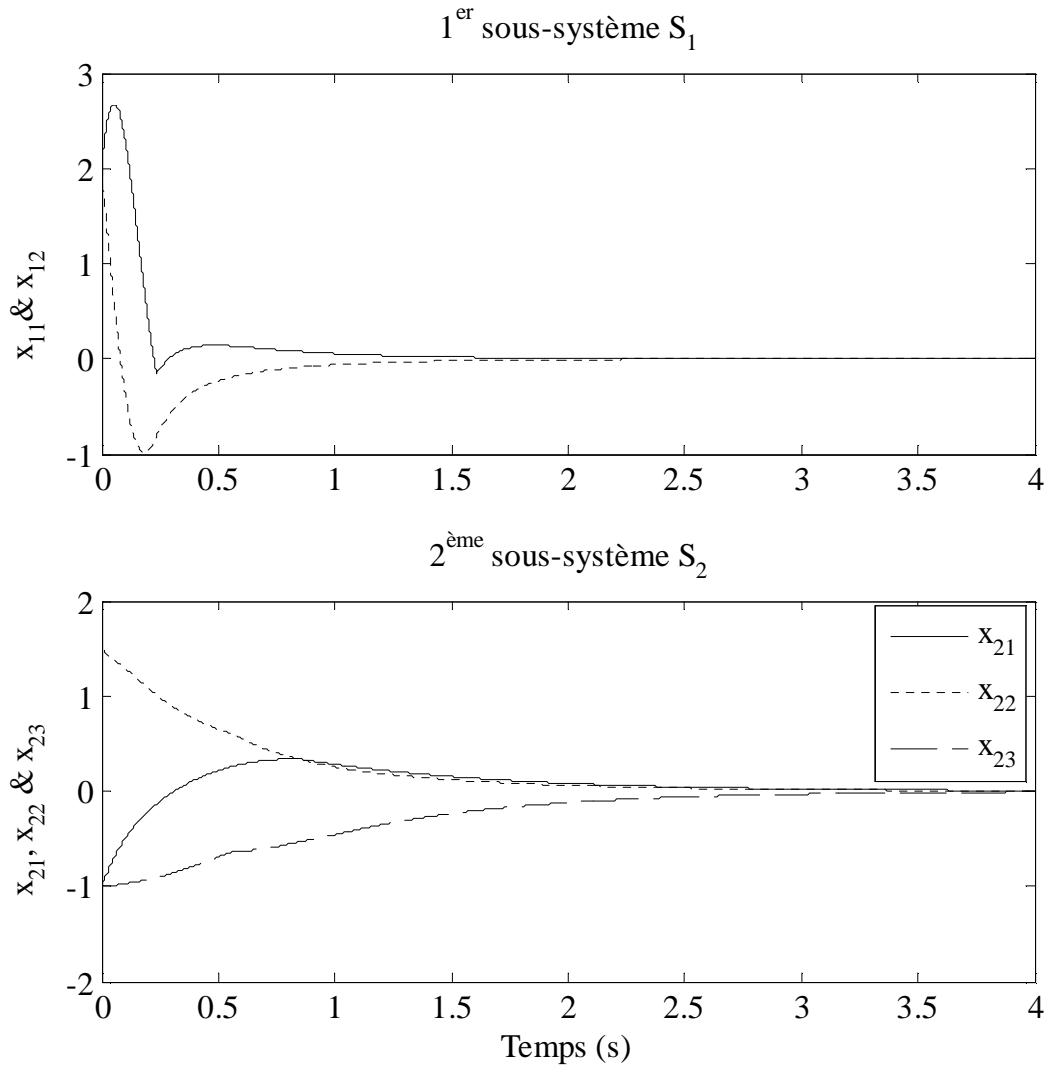 1er sous-système S1
3
2
1
0
-1
x11& x12
0 0.5 1 1.5 2 2.5 3 3.5 4
2ème sous-système S2
2
1
0
-1
-2
x21, x22 & x23
x21
x22
x23
0 0.5 1 1.5 2 2.5 3 3.5 4
Temps (s)